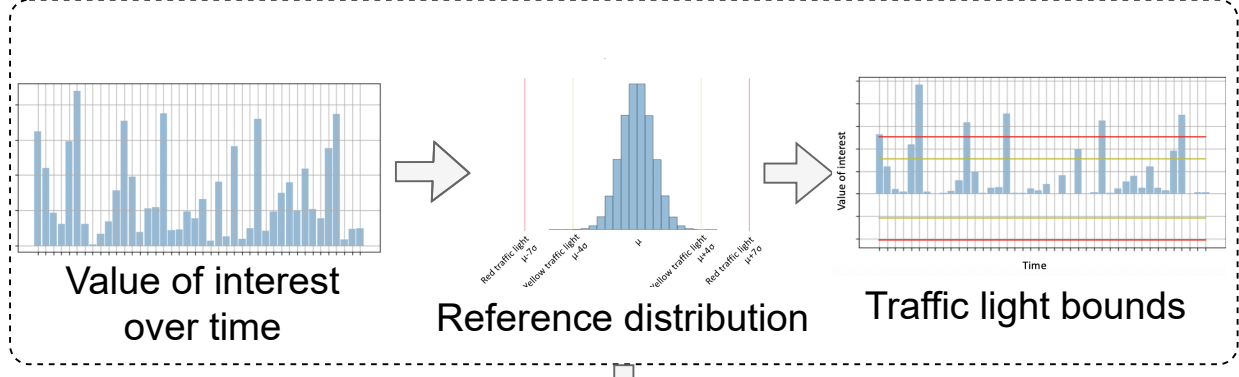 Value of interest
over time
Red traffic light
μ-7σ
Yellow traffic light
μ-4σ
μ
Yellow traffic light
μ+4σ
Red traffic light
μ+7σ
Reference distribution
Value of interest
Time
Traffic light bounds